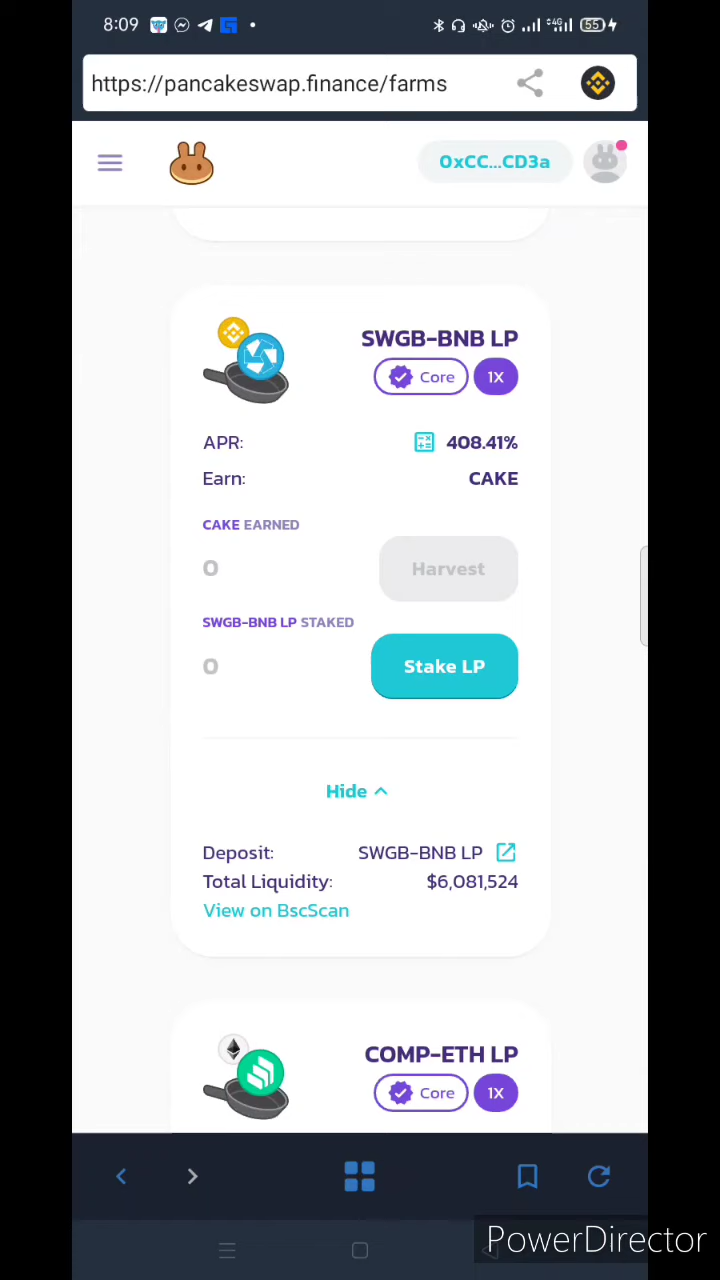 8:09
4G
55
https://pancakeswap.finance/farms
0xCC...CD3a
SWGB-BNB LP
Core 1X
APR: 408.41%
Earn: CAKE
CAKE EARNED
0 Harvest
SWGB-BNB LP STAKED
0 Stake LP
Hide
Deposit: SWGB-BNB LP
Total Liquidity: $6,081,524
View on BscScan
COMP-ETH LP
Core 1X
PowerDirector